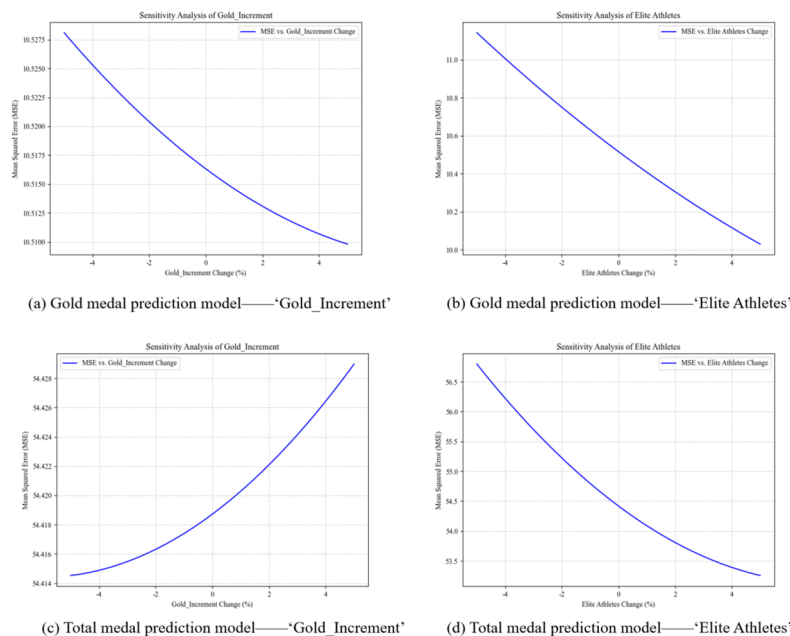 Sensitivity Analysis of Gold_Increment
MSE vs. Gold_Increment Change
Mean Squared Error (MSE)
10.5275
10.5250
10.5225
10.5200
10.5175
10.5150
10.5125
10.5100
-4 -2 0 2 4
Gold_Increment Change (%)
(a) Gold medal prediction model——‘Gold_Increment’
Sensitivity Analysis of Elite Athletes
MSE vs. Elite Athletes Change
Mean Squared Error (MSE)
11.0
10.8
10.6
10.4
10.2
10.0
-4 -2 0 2 4
Elite Athletes Change (%)
(b) Gold medal prediction model——‘Elite Athletes’
Sensitivity Analysis of Gold_Increment
MSE vs. Gold_Increment Change
Mean Squared Error (MSE)
54.428
54.426
54.424
54.422
54.420
54.418
54.416
54.414
-4 -2 0 2 4
Gold_Increment Change (%)
(c) Total medal prediction model——‘Gold_Increment’
Sensitivity Analysis of Elite Athletes
MSE vs. Elite Athletes Change
Mean Squared Error (MSE)
56.5
56.0
55.5
55.0
54.5
54.0
53.5
-4 -2 0 2 4
Elite Athletes Change (%)
(d) Total medal prediction model——‘Elite Athletes’